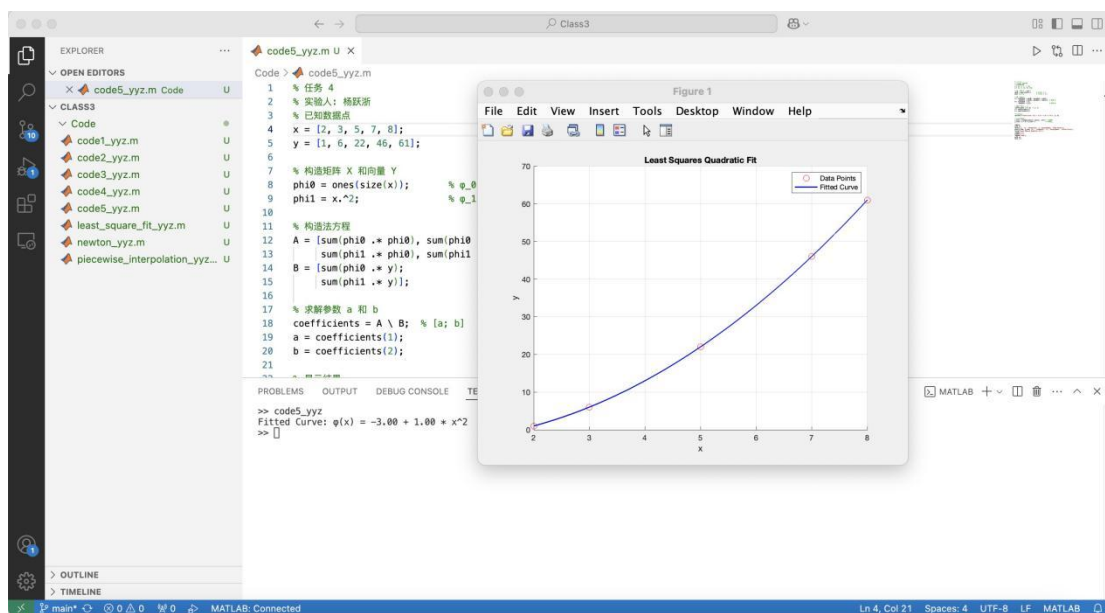 Class3
EXPLORER
OPEN EDITORS
code5_yyz.m Code U
CLASS3
Code
code1_yyz.m U
code2_yyz.m U
code3_yyz.m U
code4_yyz.m U
code5_yyz.m U
least_square_fit_yyz.m U
newton_yyz.m U
piecewise_interpolation_yyz... U
OUTLINE
TIMELINE
10
1
1
code5_yyz.m U
Code > code5_yyz.m
1 % 任务 4
2 % 实验人: 杨跃浙
3 % 已知数据点
4 x = [2, 3, 5, 7, 8];
5 y = [1, 6, 22, 46, 61];
6
7 % 构造矩阵 X 和向量 Y
8 phi0 = ones(size(x)); % φ_0
9 phi1 = x.^2; % φ_1
10
11 % 构造法方程
12 A = [sum(phi0 .* phi0), sum(phi0
13 sum(phi1 .* phi0), sum(phi1
14 B = [sum(phi0 .* y);
15 sum(phi1 .* y)];
16
17 % 求解参数 a 和 b
18 coefficients = A \ B; % [a; b]
19 a = coefficients(1);
20 b = coefficients(2);
21
PROBLEMS OUTPUT DEBUG CONSOLE TE
MATLAB
>> code5_yyz
Fitted Curve: φ(x) = -3.00 + 1.00 * x^2
>>
Figure 1
File Edit View Insert Tools Desktop Window Help
Least Squares Quadratic Fit
Data Points
Fitted Curve
70
60
50
40
30
20
10
0
y
2 3 4 5 6 7 8
x
main* 0 0 0 MATLAB: Connected
Ln 4, Col 21 Spaces: 4 UTF-8 LF MATLAB